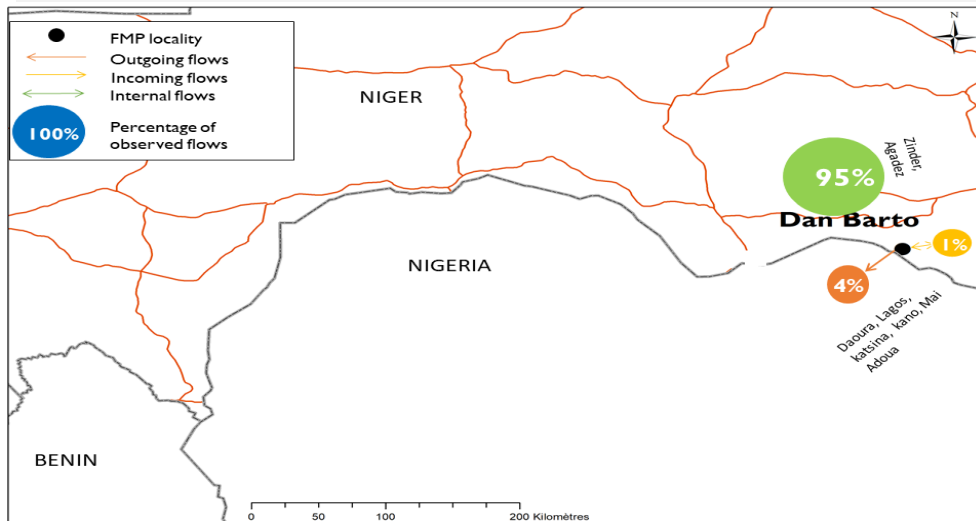 FMP locality
Outgoing flows
Incoming flows
Internal flows
100%
Percentage of
observed flows
N
NIGER
Zinder,
Agadez
95%
Dan Barto
1%
NIGERIA
4%
Daoura, Lagos,
katsina, kano, Mai
Adoua
BENIN
0 50 100 200 Kilomètres